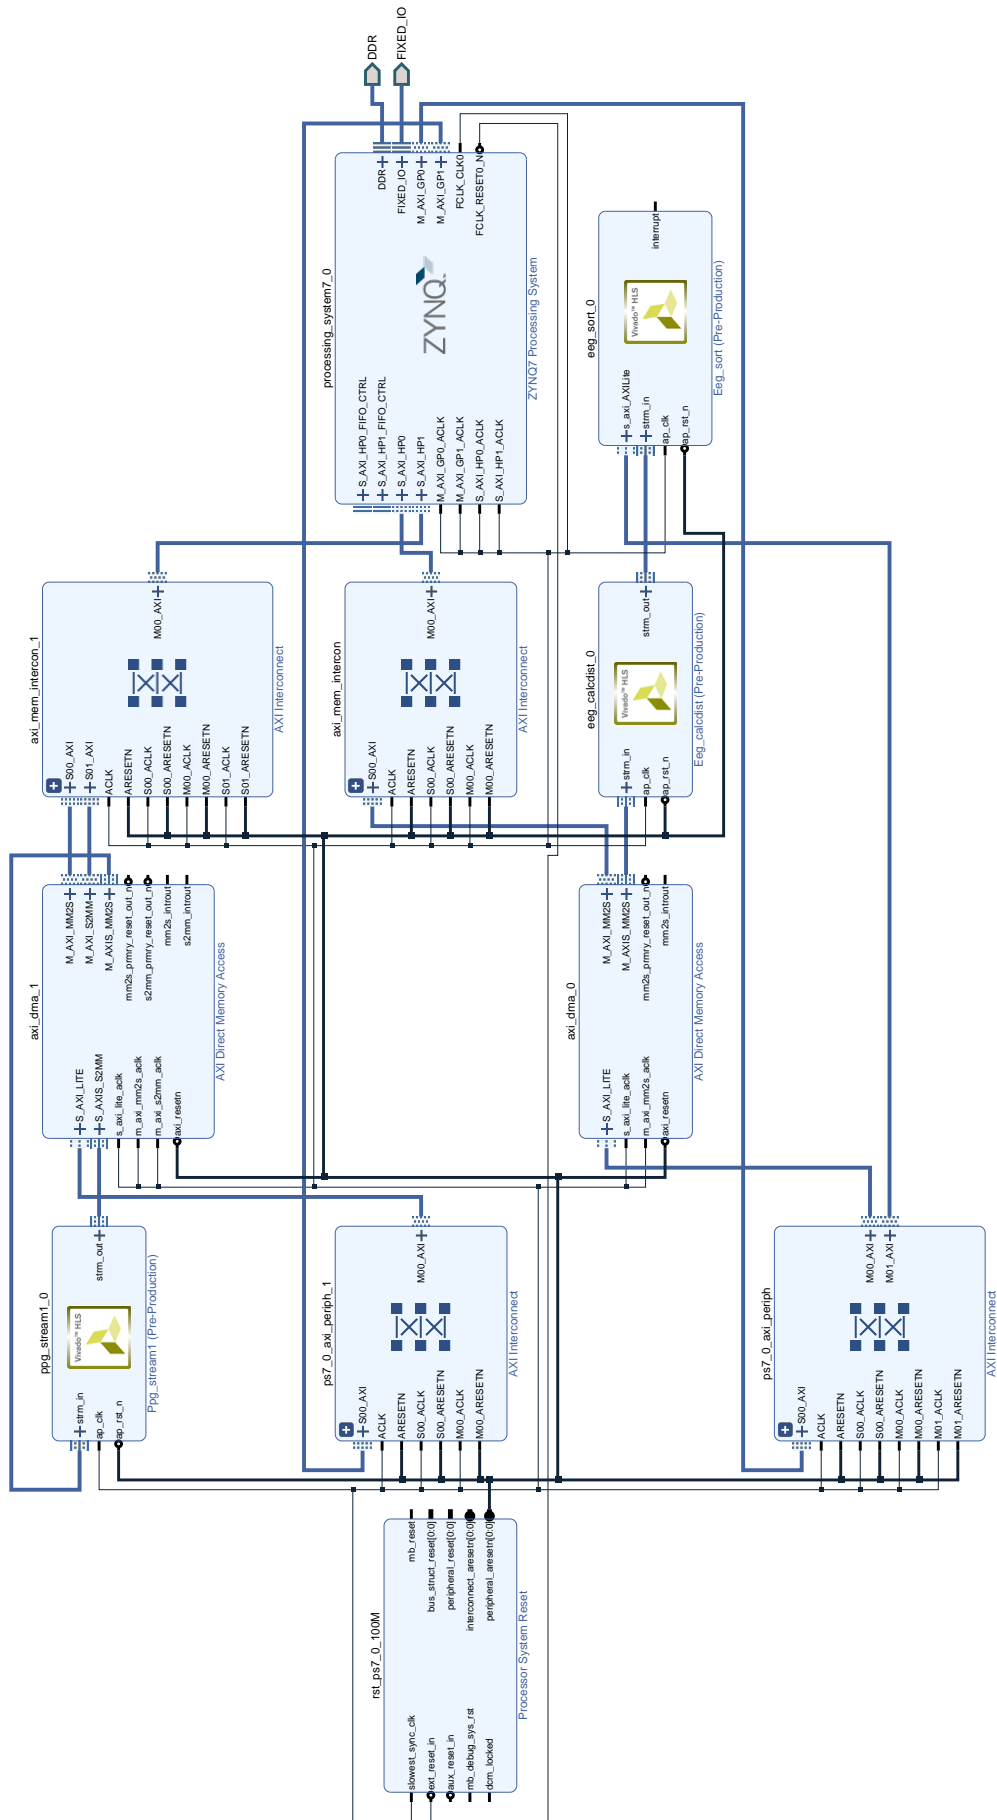 DDR
FIXED_IO
processing_system7_0
DDR
FIXED_IO
M_AXI_GP0
M_AXI_GP1
FCLK_CLK0
FCLK_RESET0_N
ZYNQ
S_AXI_HP0_FIFO_CTRL
S_AXI_HP1_FIFO_CTRL
S_AXI_HP0
S_AXI_HP1
M_AXI_GP0_ACLK
M_AXI_GP1_ACLK
S_AXI_HP0_ACLK
S_AXI_HP1_ACLK
ZYNQ7 Processing System
eeg_sort_0
interrupt
Vivado™ HLS
s_axi_AXILite
strm_in
ap_clk
ap_rst_n
Eeg_sort (Pre-Production)
axi_mem_intercon_1
M00_AXI
S00_AXI
S01_AXI
ACLK
ARESETN
S00_ACLK
S00_ARESETN
M00_ACLK
M00_ARESETN
S01_ACLK
S01_ARESETN
AXI Interconnect
axi_mem_intercon
M00_AXI
S00_AXI
ACLK
ARESETN
S00_ACLK
S00_ARESETN
M00_ACLK
M00_ARESETN
AXI Interconnect
eeg_calcdist_0
strm_out
Vivado™ HLS
strm_in
ap_clk
ap_rst_n
Eeg_calcdist (Pre-Production)
axi_dma_1
M_AXI_MM2S
M_AXI_S2MM
M_AXIS_MM2S
mm2s_prmry_reset_out_n
s2mm_prmry_reset_out_n
mm2s_introut
s2mm_introut
S_AXI_LITE
S_AXIS_S2MM
s_axi_lite_aclk
m_axi_mm2s_aclk
m_axi_s2mm_aclk
axi_resetn
AXI Direct Memory Access
axi_dma_0
M_AXI_MM2S
M_AXIS_MM2S
mm2s_prmry_reset_out_n
mm2s_introut
S_AXI_LITE
s_axi_lite_aclk
m_axi_mm2s_aclk
axi_resetn
AXI Direct Memory Access
ppg_stream1_0
strm_out
Vivado™ HLS
strm_in
ap_clk
ap_rst_n
Ppg_stream1 (Pre-Production)
ps7_0_axi_periph_1
M00_AXI
S00_AXI
ACLK
ARESETN
S00_ACLK
S00_ARESETN
M00_ACLK
M00_ARESETN
AXI Interconnect
ps7_0_axi_periph
M00_AXI
M01_AXI
S00_AXI
ACLK
ARESETN
S00_ACLK
S00_ARESETN
M00_ACLK
M00_ARESETN
M01_ACLK
M01_ARESETN
AXI Interconnect
rst_ps7_0_100M
mb_reset
bus_struct_reset[0:0]
peripheral_reset[0:0]
interconnect_aresetn[0:0]
peripheral_aresetn[0:0]
slowest_sync_clk
ext_reset_in
aux_reset_in
mb_debug_sys_rst
dcm_locked
Processor System Reset